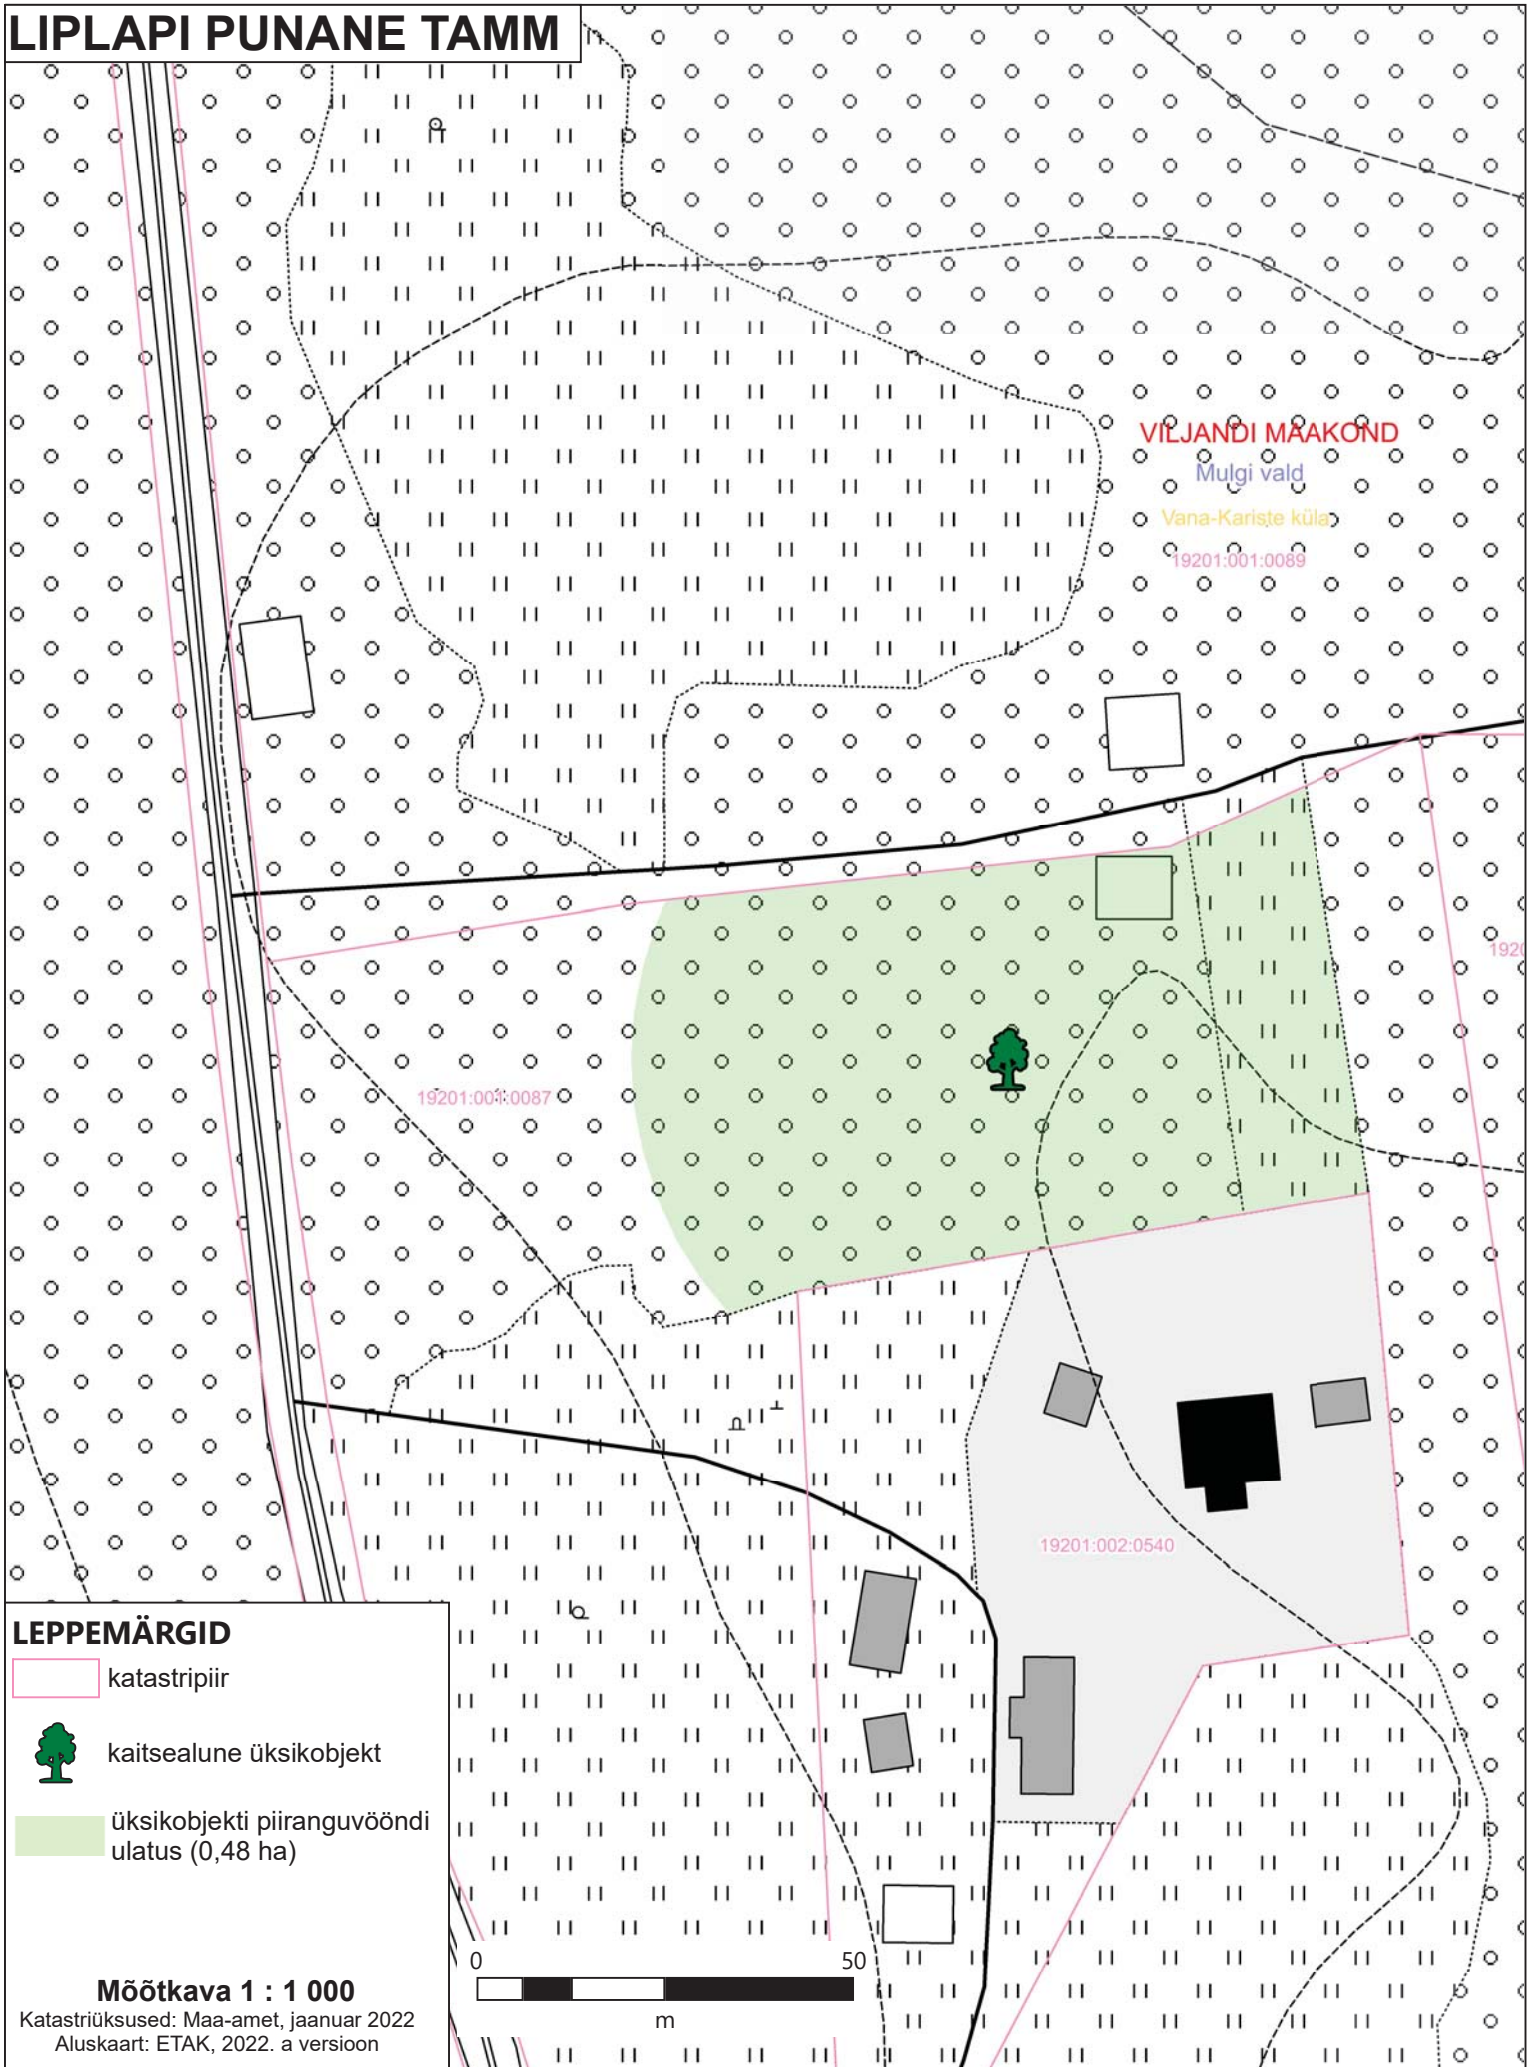 LIPLAPI PUNANE TAMM
VILJANDI MAAKOND
Mulgi vald
Vana-Kariste küla
19201:001:0089
19201:001:0087
19201:002:0540
LEPPEMÄRGID
katastripiir
kaitsealune üksikobjekt
üksikobjekti piiranguvööndi
ulatus (0,48 ha)
Mõõtkava 1 : 1 000
Katastriüksused: Maa-amet, jaanuar 2022
Aluskaart: ETAK, 2022. a versioon
0 50
m